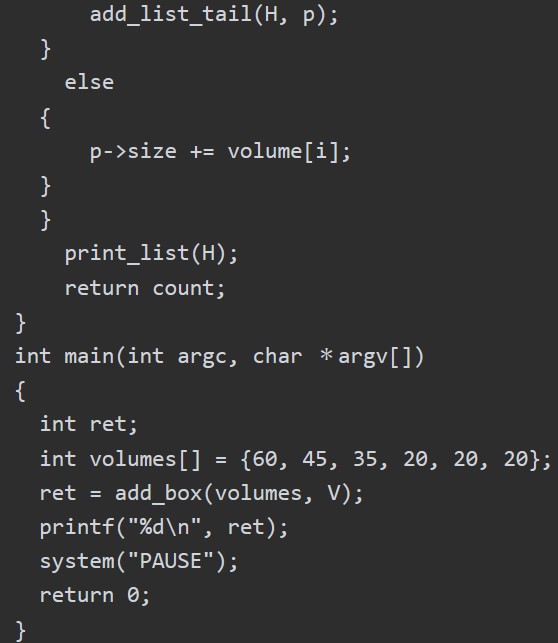 add_list_tail(H, p);
}
else
{
p->size += volume[i];
}
}
print_list(H);
return count;
}
int main(int argc, char *argv[])
{
int ret;
int volumes[] = {60, 45, 35, 20, 20, 20};
ret = add_box(volumes, V);
printf("%d\n", ret);
system("PAUSE");
return 0;
}